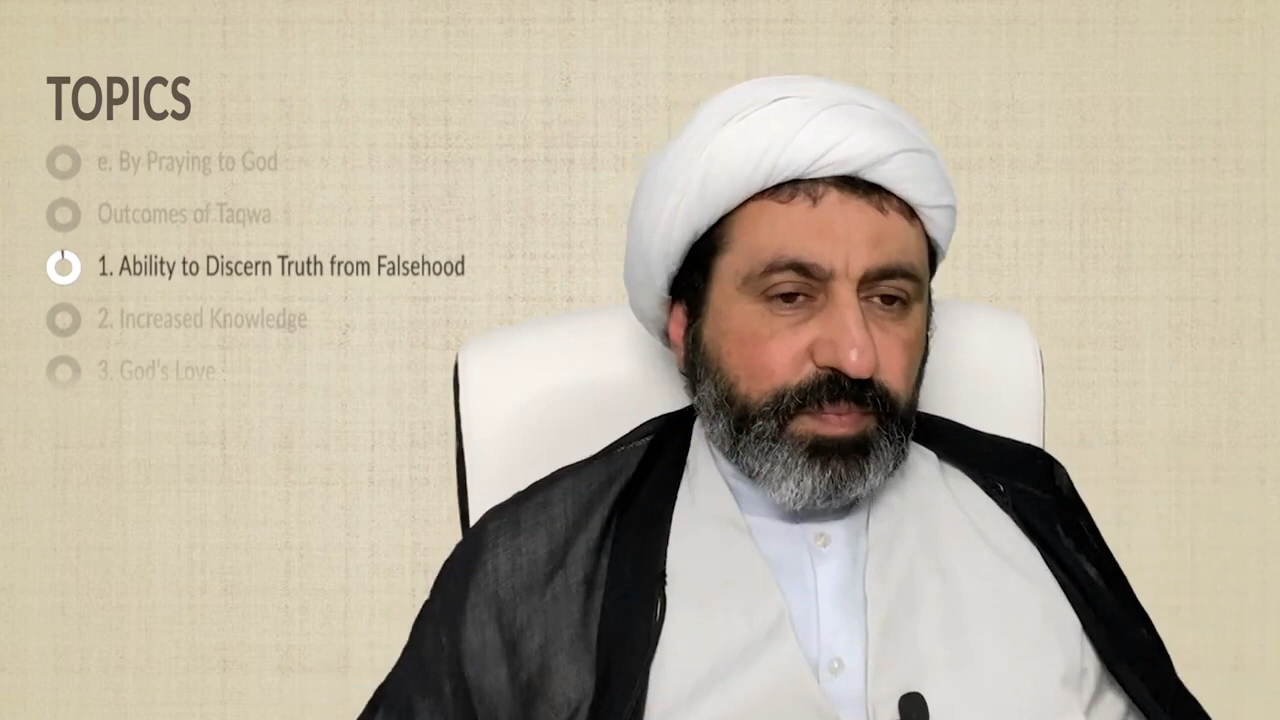 TOPICS
e. By Praying to God
Outcomes of Taqwa
1. Ability to Discern Truth from Falsehood
2. Increased Knowledge
3. God's Love